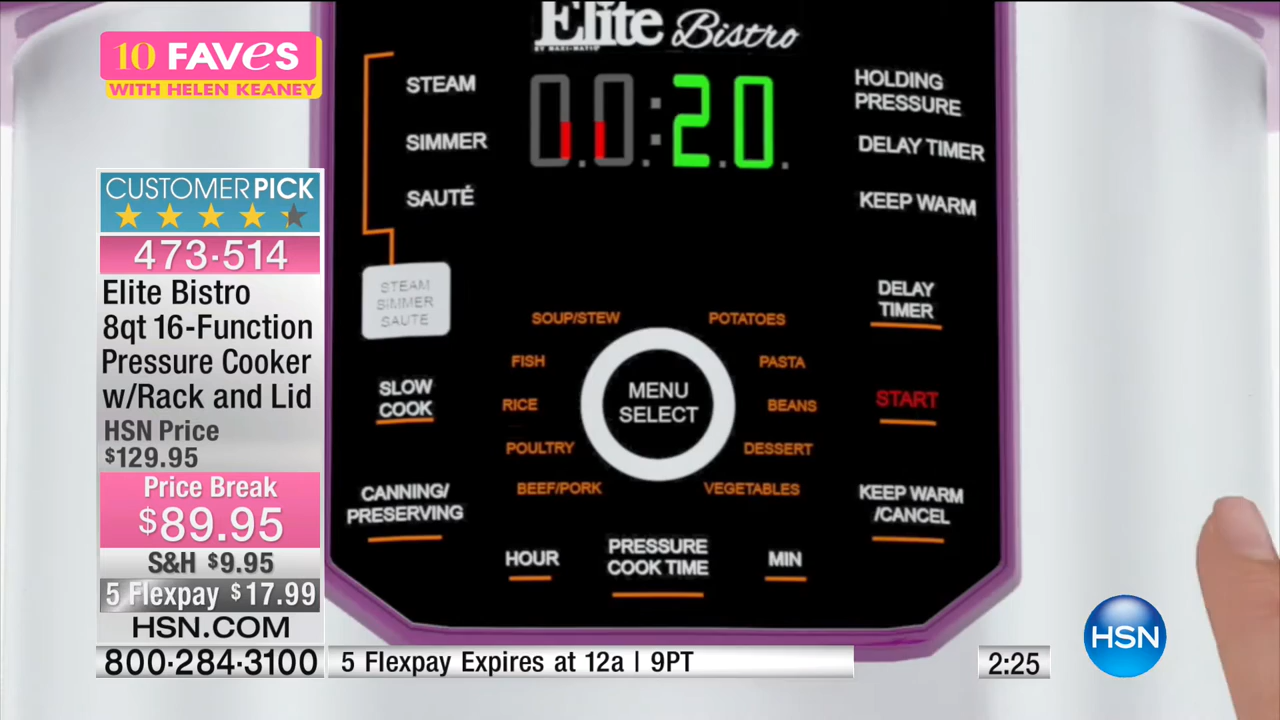 10 FAVeS
WITH HELEN KEANEY
CUSTOMERPICK
473-514
Elite Bistro
8qt 16-Function
Pressure Cooker
w/Rack and Lid
HSN Price
$129.95
Price Break
$89.95
S&H $9.95
5 Flexpay $17.99
HSN.COM
800-284-3100
5 Flexpay Expires at 12a | 9PT
2:25
HSN
Elite Bistro
BY MAXI-MATIC
STEAM
SIMMER
SAUTÉ
:20
HOLDING
PRESSURE
DELAY TIMER
KEEP WARM
STEAM
SIMMER
SAUTE
SLOW
COOK
CANNING/
PRESERVING
SOUP/STEW
FISH
RICE
POULTRY
BEEF/PORK
MENU
SELECT
POTATOES
PASTA
BEANS
DESSERT
VEGETABLES
DELAY
TIMER
START
KEEP WARM
/CANCEL
HOUR
PRESSURE
COOK TIME
MIN